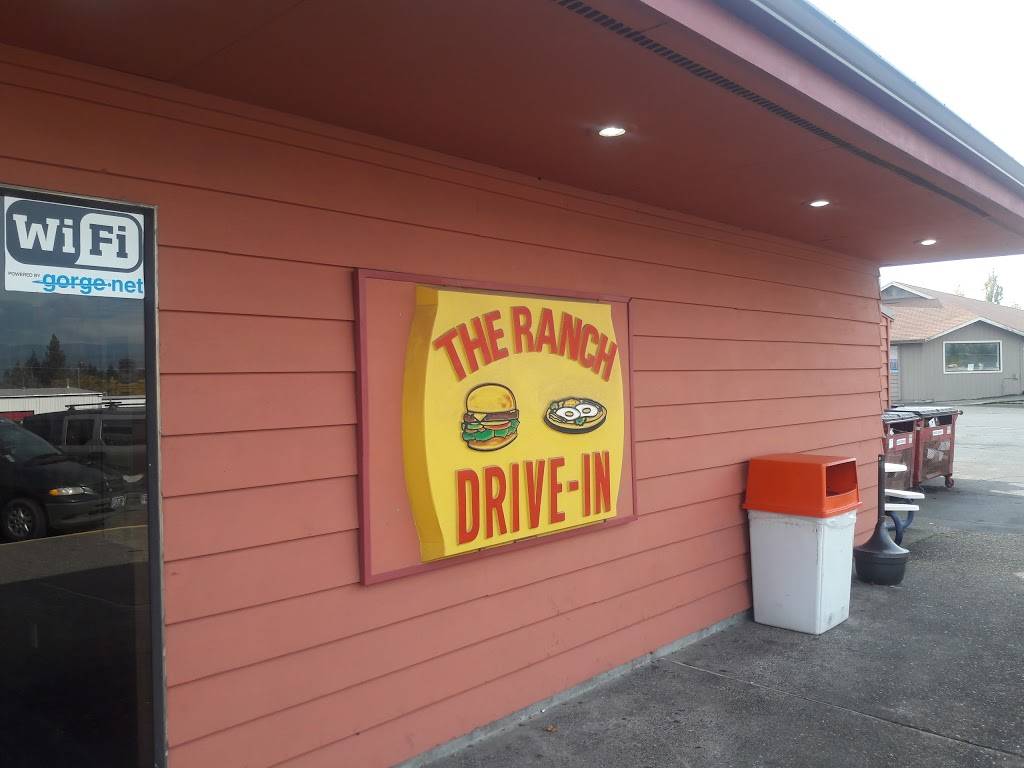 WiFi
POWERED BY
gorge.net
THE RANCH
DRIVE-IN